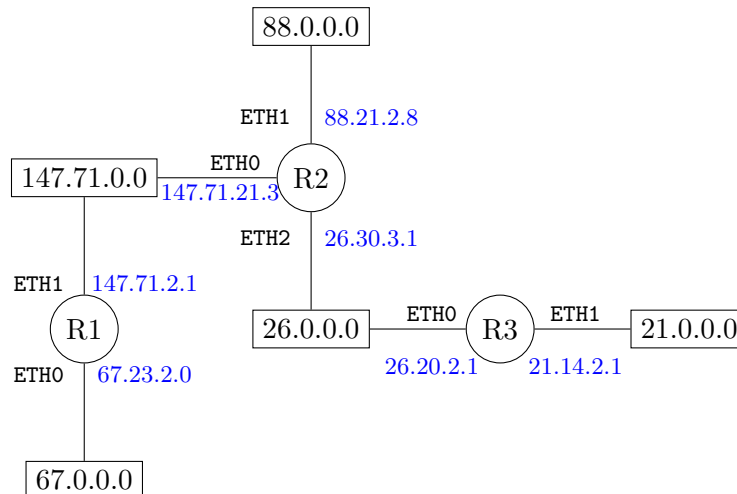 88.0.0.0
ETH1 88.21.2.8
147.71.0.0 ETH0 R2
147.71.21.3
ETH2 26.30.3.1
ETH1 147.71.2.1
R1 26.0.0.0 ETH0 R3 ETH1 21.0.0.0
26.20.2.1 21.14.2.1
ETH0 67.23.2.0
67.0.0.0